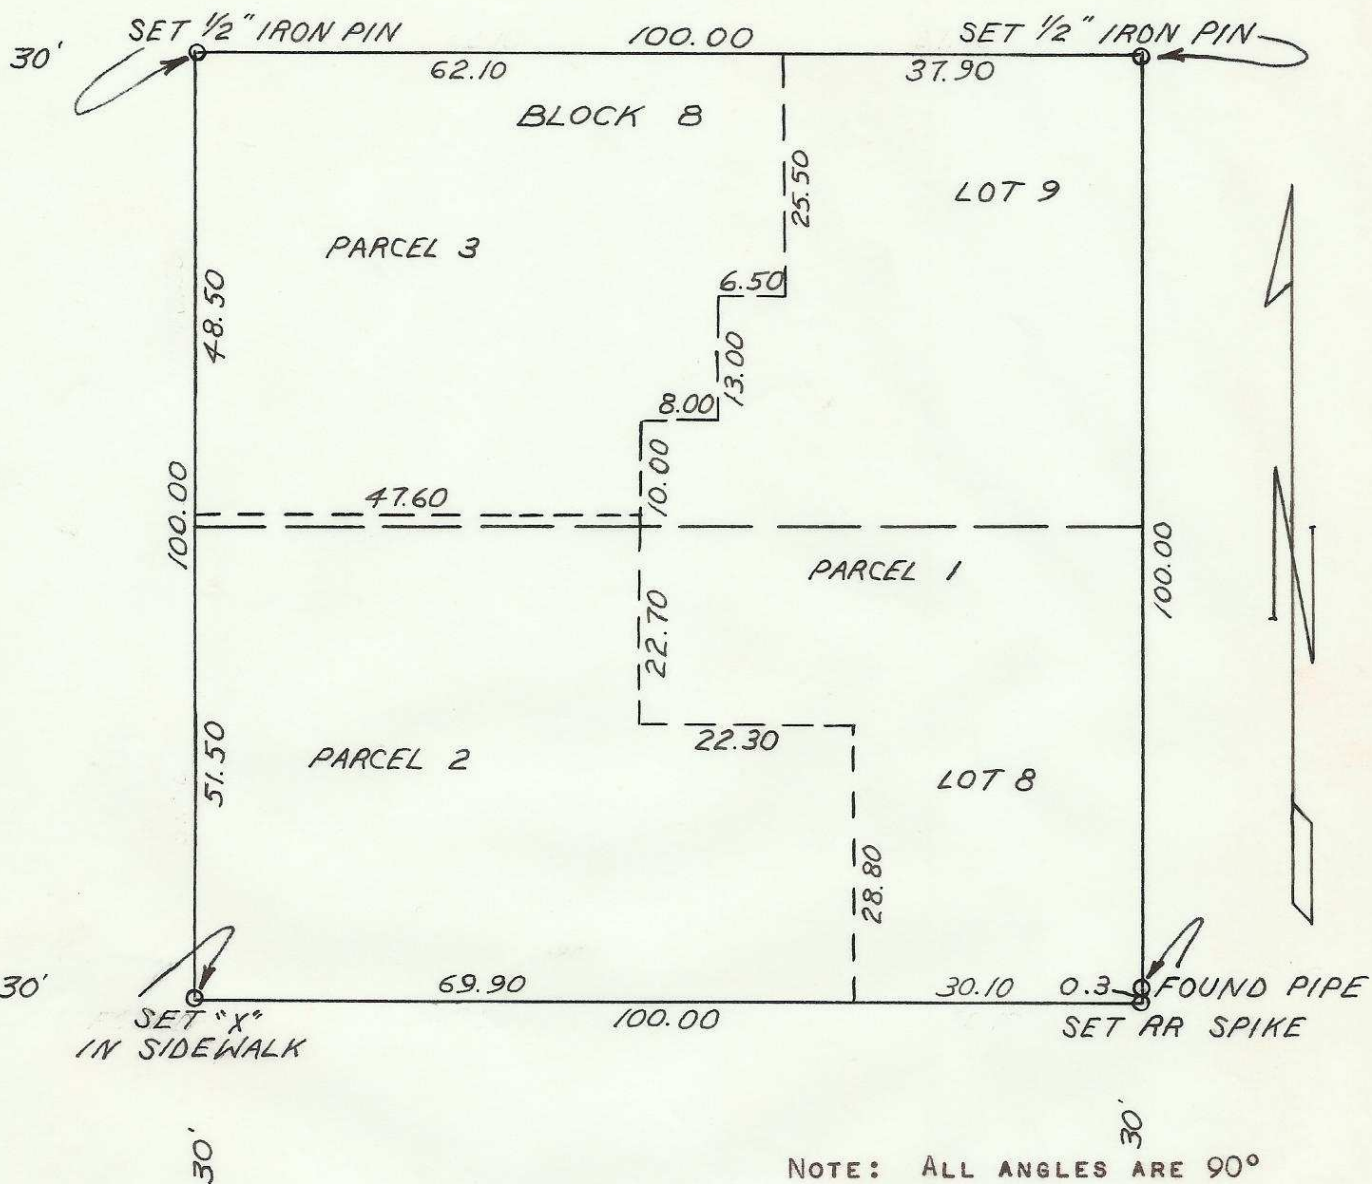 SET 1/2" IRON PIN
100.00
SET 1/2" IRON PIN
30'
62.10
37.90
BLOCK 8
25.50
LOT 9
PARCEL 3
6.50
48.50
13.00
8.00
10.00
47.60
100.00
N
PARCEL 1
100.00
22.70
22.30
51.50
PARCEL 2
LOT 8
28.80
30'
69.90
30.10
0.3
FOUND PIPE
SET "X"
IN SIDEWALK
100.00
SET RR SPIKE
30'
30'
NOTE: ALL ANGLES ARE 90°